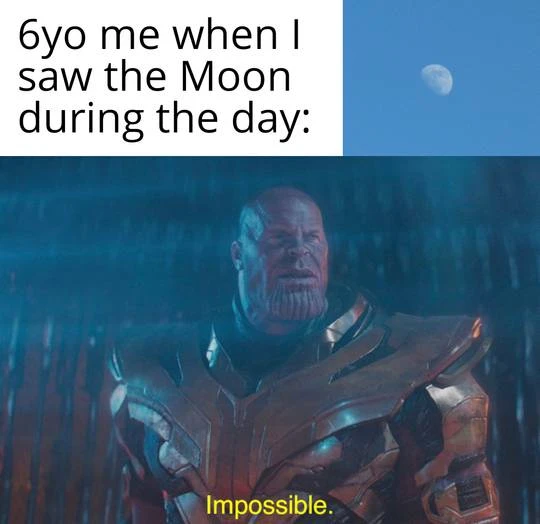 6yo me when I
saw the Moon
during the day:
Impossible.